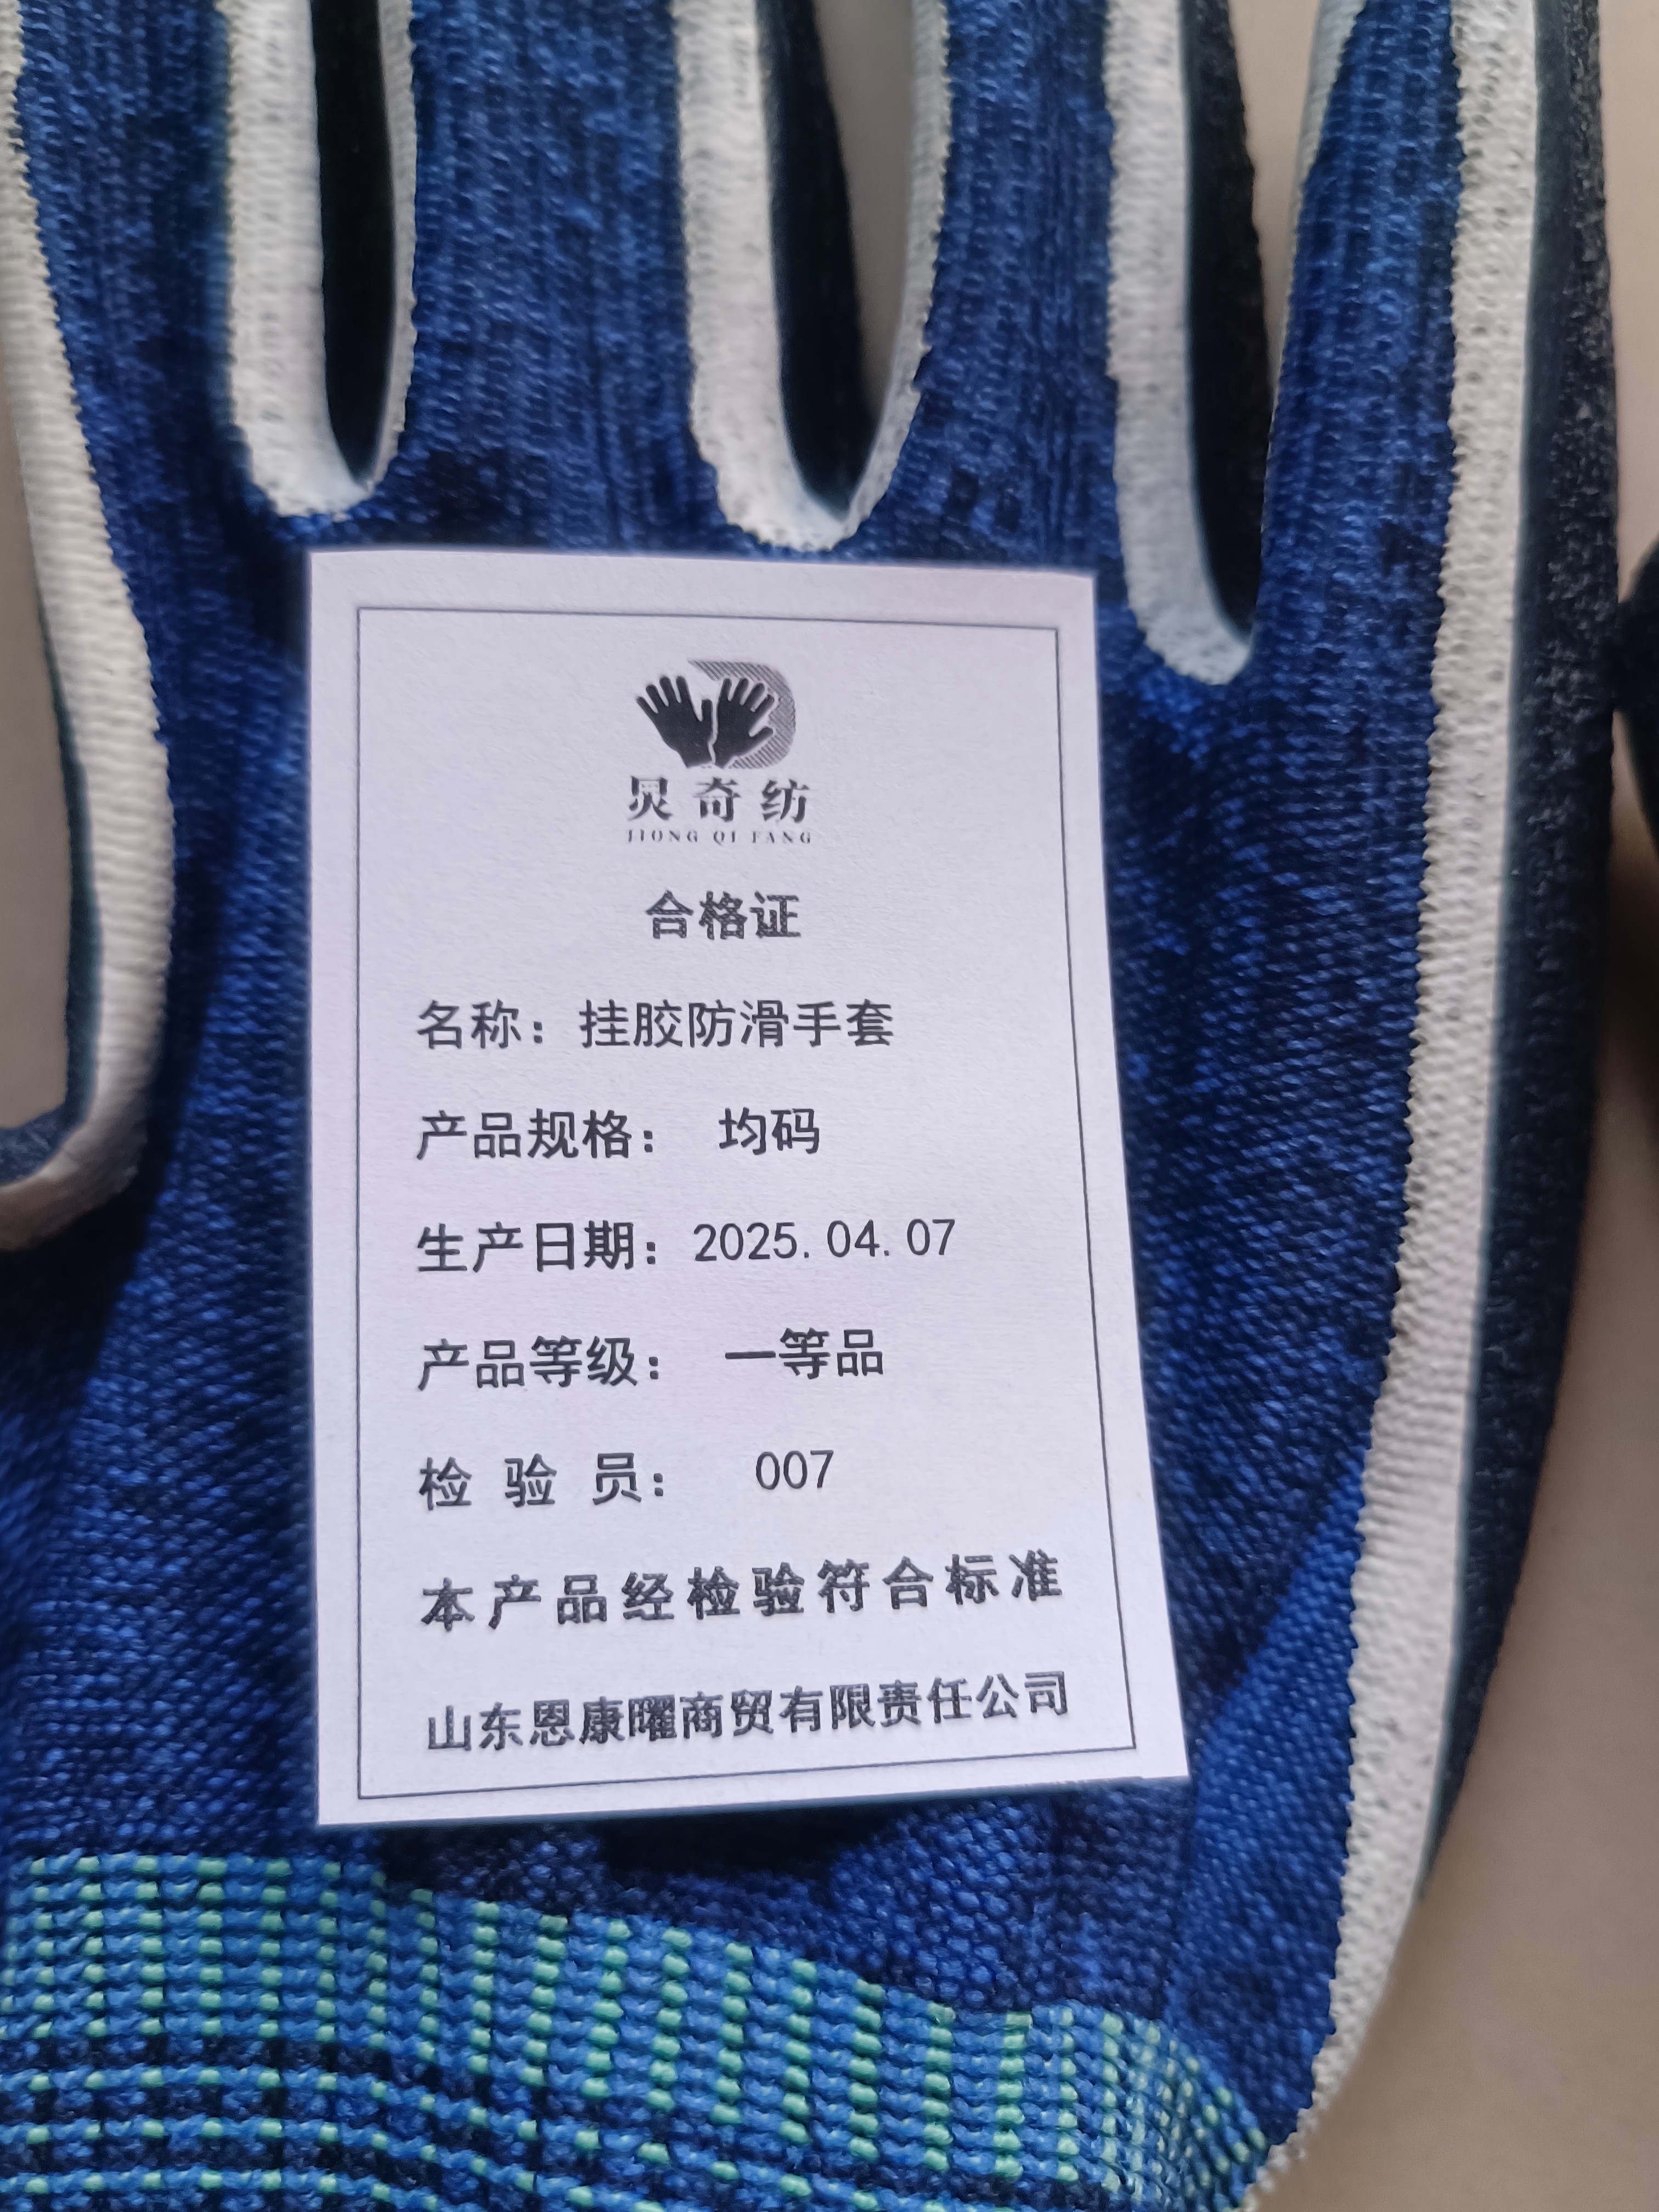 炅奇纺
JIONG QI FANG
合格证
名称：挂胶防滑手套
产品规格： 均码
生产日期：2025.04.07
产品等级： 一等品
检 验 员： 007
本产品经检验符合标准
山东恩康曜商贸有限责任公司